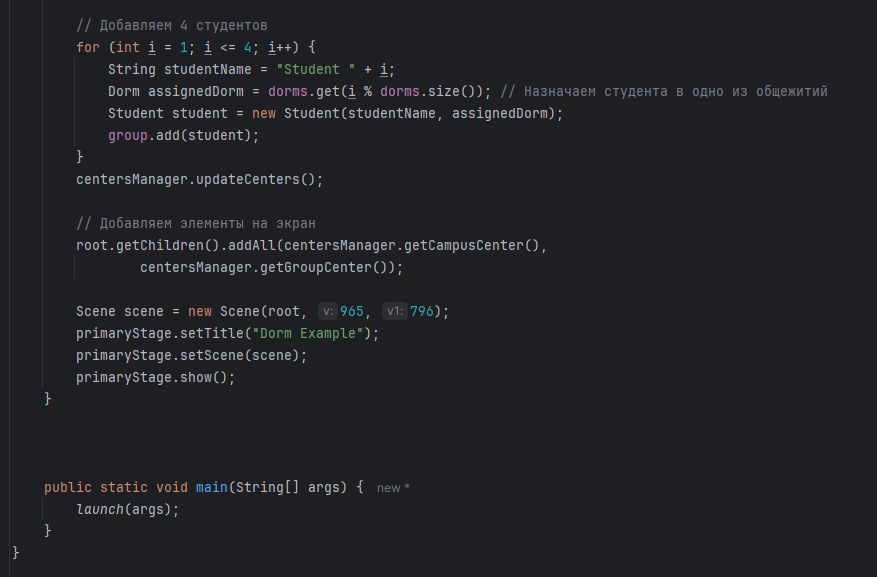 // Добавляем 4 студентов
for (int i = 1; i <= 4; i++) {
String studentName = "Student " + i;
Dorm assignedDorm = dorms.get(i % dorms.size()); // Назначаем студента в одно из общежитий
Student student = new Student(studentName, assignedDorm);
group.add(student);
}
centersManager.updateCenters();
// Добавляем элементы на экран
root.getChildren().addAll(centersManager.getCampusCenter(),
centersManager.getGroupCenter());
Scene scene = new Scene(root, v: 965, v1: 796);
primaryStage.setTitle("Dorm Example");
primaryStage.setScene(scene);
primaryStage.show();
}
public static void main(String[] args) { new *
launch(args);
}
}